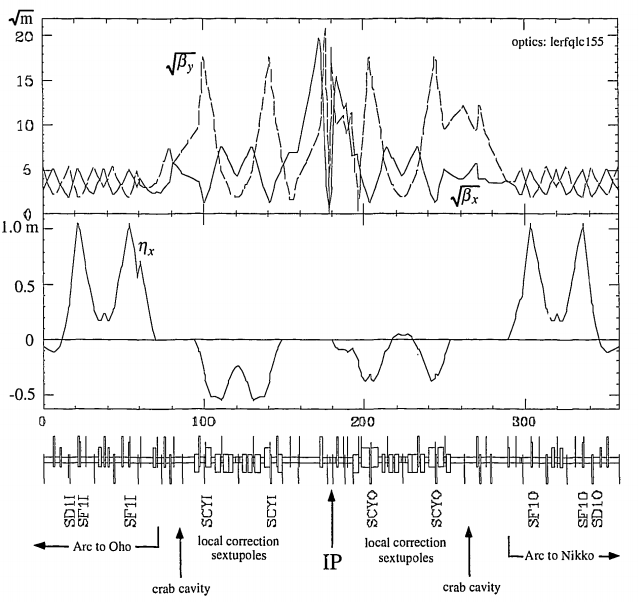 √m
20
15
10
5
0
optics: lerfqlc155
√βy
√βx
1.0 m
0.5
0
-0.5
ηx
0 100 200 300
SD1I SF1I SF1I SCYI SCYI SCYO SCYO SF1O SF1O SD1O
Arc to Oho
local correction
sextupoles
IP
local correction
sextupoles
Arc to Nikko
crab cavity
crab cavity